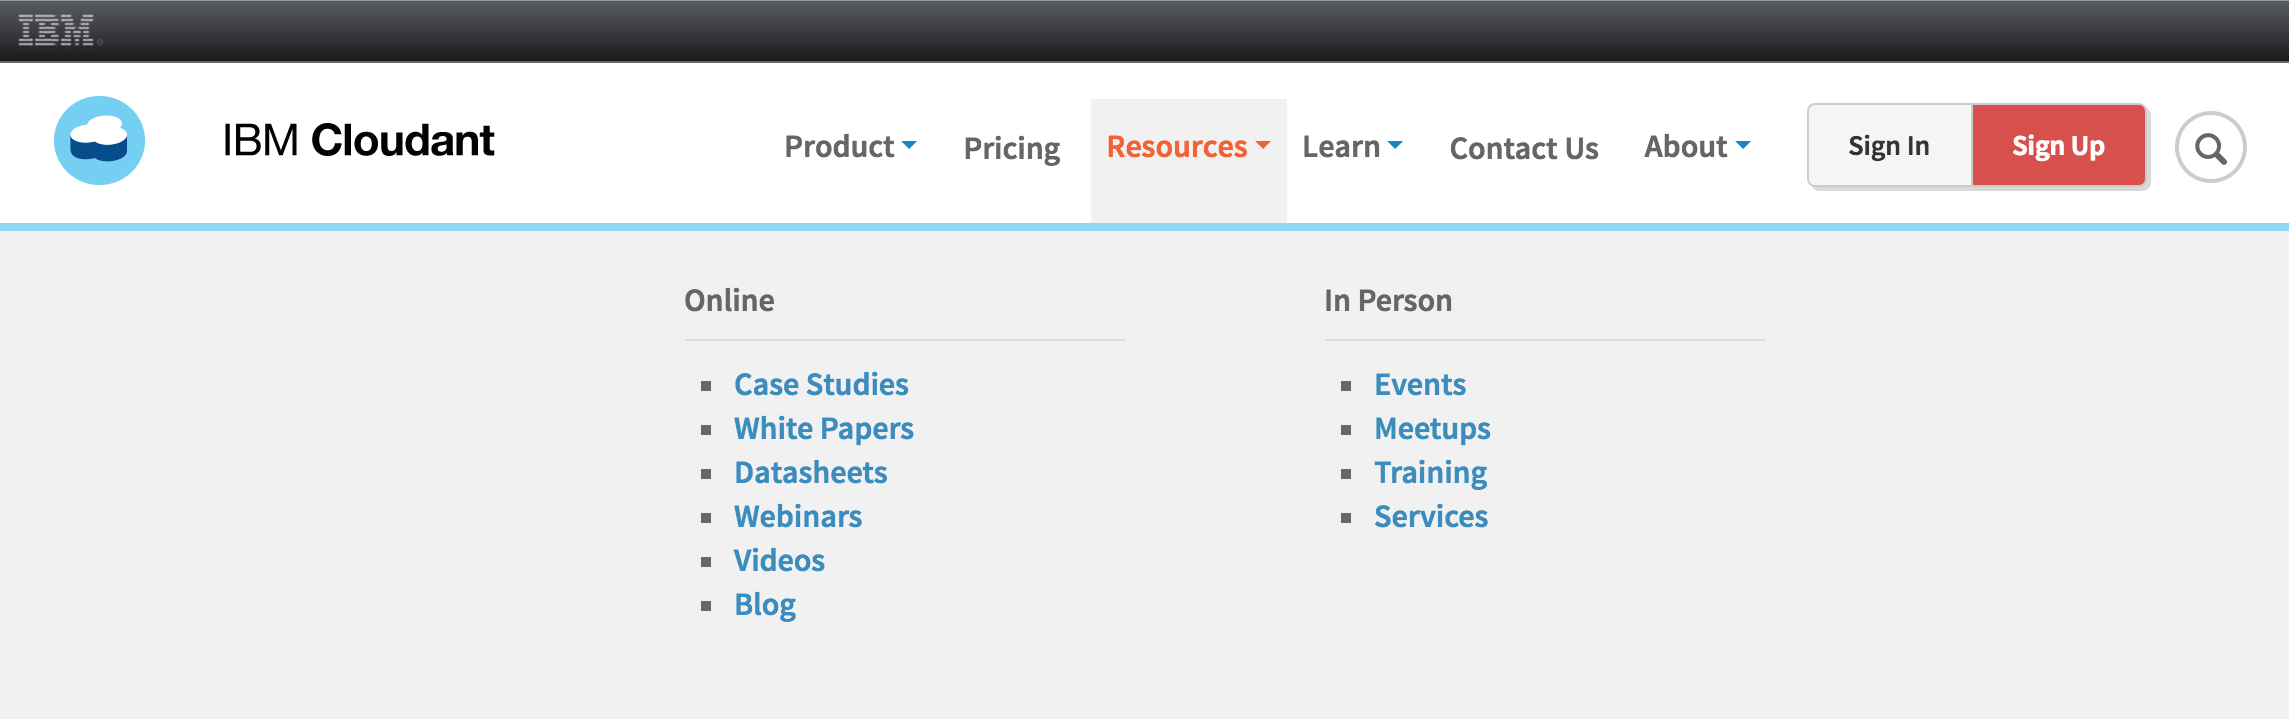 IBM
IBM Cloudant
Product Pricing Resources Learn Contact Us About Sign In Sign Up
Online
Case Studies
White Papers
Datasheets
Webinars
Videos
Blog
In Person
Events
Meetups
Training
Services